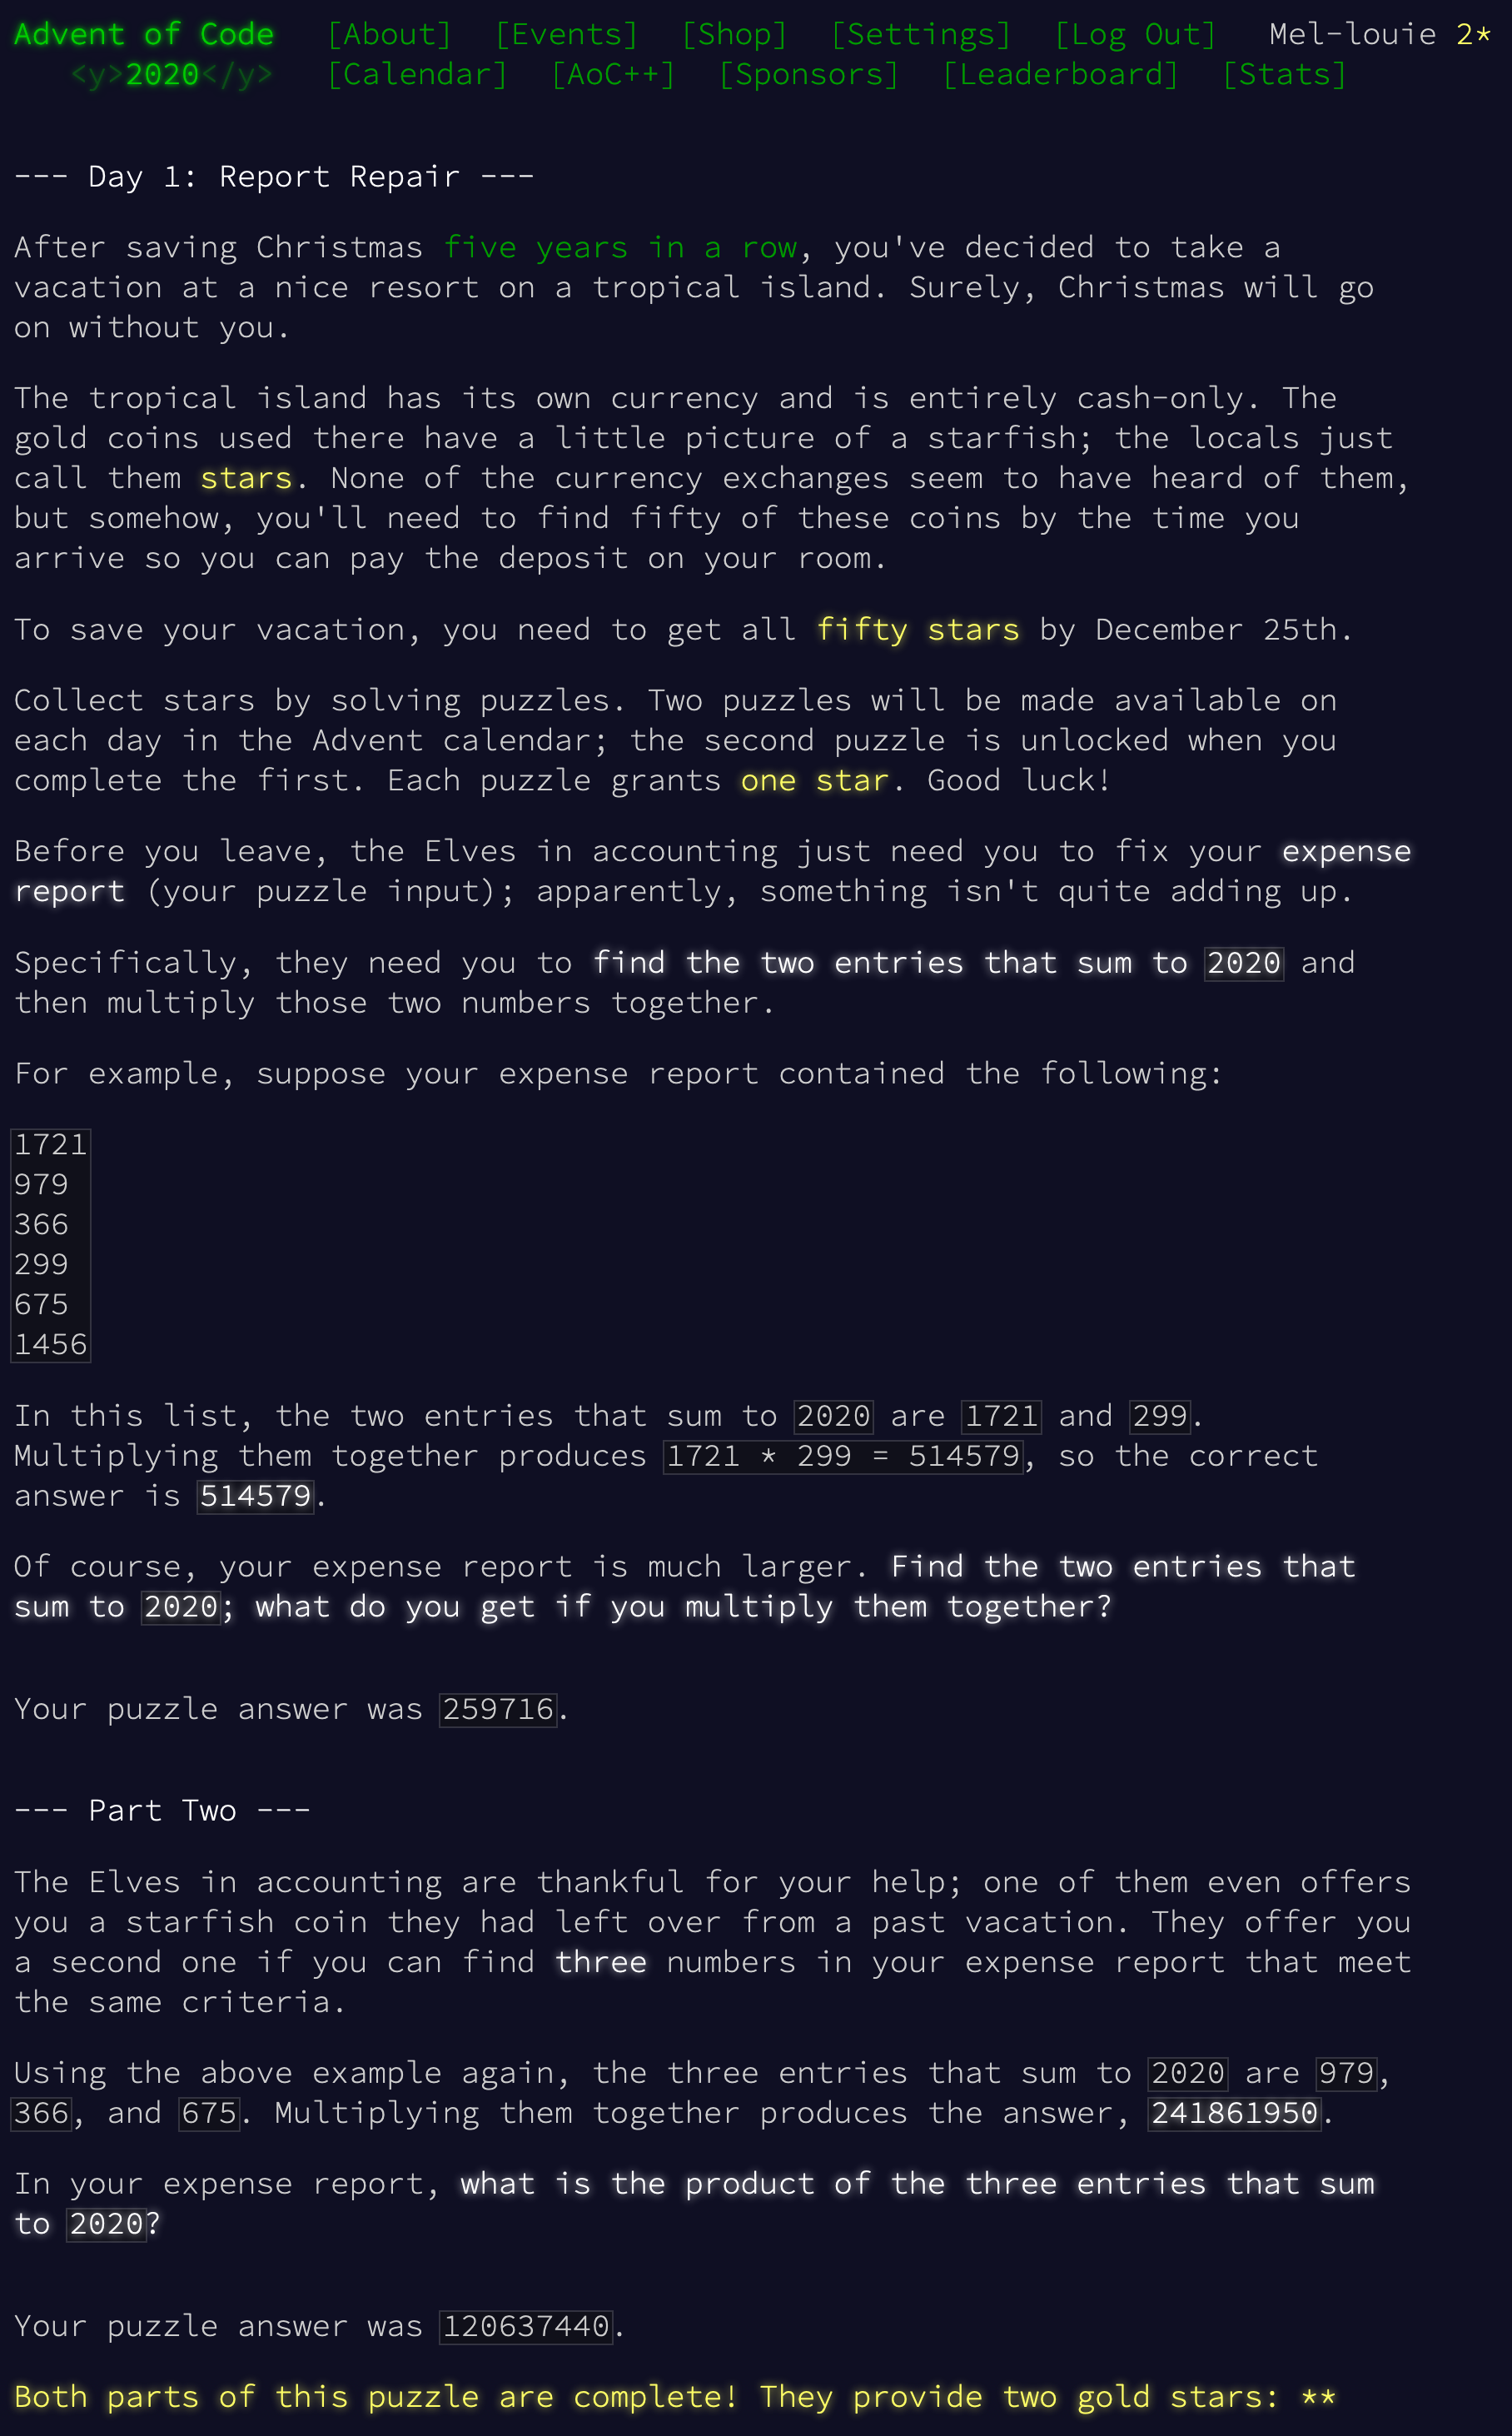 Advent of Code [About] [Events] [Shop] [Settings] [Log Out] Mel-louie 2*
<y>2020</y> [Calendar] [AoC++] [Sponsors] [Leaderboard] [Stats]
--- Day 1: Report Repair ---
After saving Christmas five years in a row, you've decided to take a
vacation at a nice resort on a tropical island. Surely, Christmas will go
on without you.
The tropical island has its own currency and is entirely cash-only. The
gold coins used there have a little picture of a starfish; the locals just
call them stars. None of the currency exchanges seem to have heard of them,
but somehow, you'll need to find fifty of these coins by the time you
arrive so you can pay the deposit on your room.
To save your vacation, you need to get all fifty stars by December 25th.
Collect stars by solving puzzles. Two puzzles will be made available on
each day in the Advent calendar; the second puzzle is unlocked when you
complete the first. Each puzzle grants one star. Good luck!
Before you leave, the Elves in accounting just need you to fix your expense
report (your puzzle input); apparently, something isn't quite adding up.
Specifically, they need you to find the two entries that sum to 2020 and
then multiply those two numbers together.
For example, suppose your expense report contained the following:
1721
979
366
299
675
1456
In this list, the two entries that sum to 2020 are 1721 and 299.
Multiplying them together produces 1721 * 299 = 514579, so the correct
answer is 514579.
Of course, your expense report is much larger. Find the two entries that
sum to 2020; what do you get if you multiply them together?
Your puzzle answer was 259716.
--- Part Two ---
The Elves in accounting are thankful for your help; one of them even offers
you a starfish coin they had left over from a past vacation. They offer you
a second one if you can find three numbers in your expense report that meet
the same criteria.
Using the above example again, the three entries that sum to 2020 are 979,
366, and 675. Multiplying them together produces the answer, 241861950.
In your expense report, what is the product of the three entries that sum
to 2020?
Your puzzle answer was 120637440.
Both parts of this puzzle are complete! They provide two gold stars: **